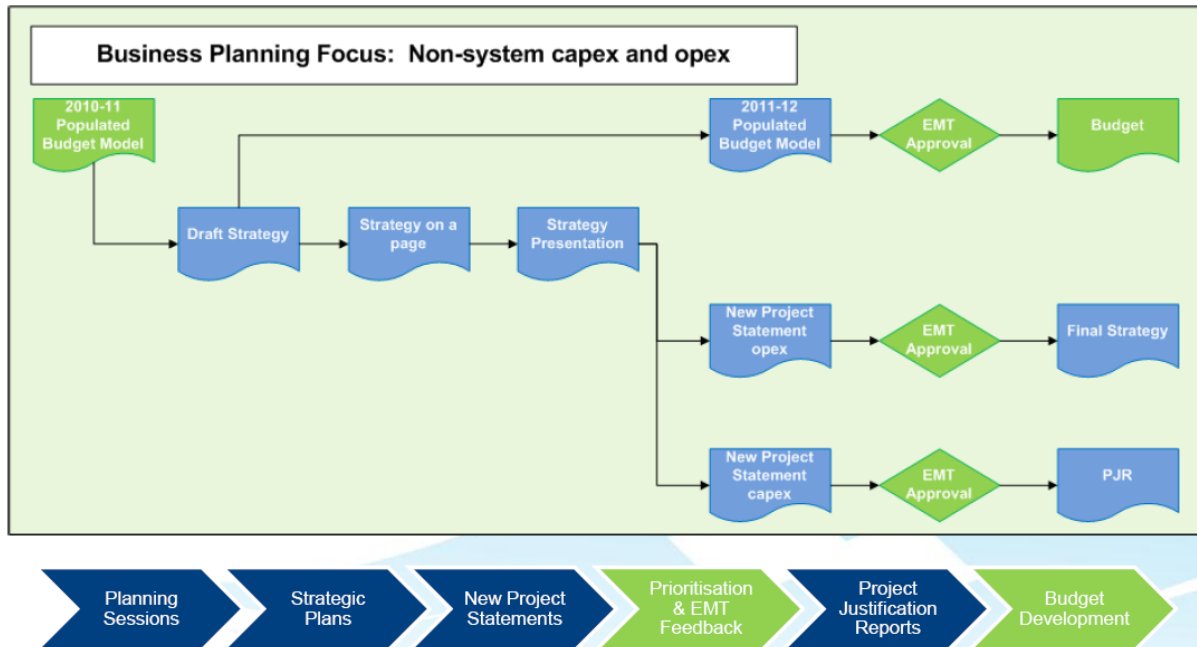 Business Planning Focus:  Non-system capex and opex
2010-11
Populated
Budget Model
2011-12
Populated
Budget Model
EMT
Approval
Budget
Draft Strategy
Strategy on a
page
Strategy
Presentation
New Project
Statement
opex
EMT
Approval
Final Strategy
New Project
Statement
capex
EMT
Approval
PJR
Planning
Sessions
Strategic
Plans
New Project
Statements
Prioritisation
& EMT
Feedback
Project
Justification
Reports
Budget
Development